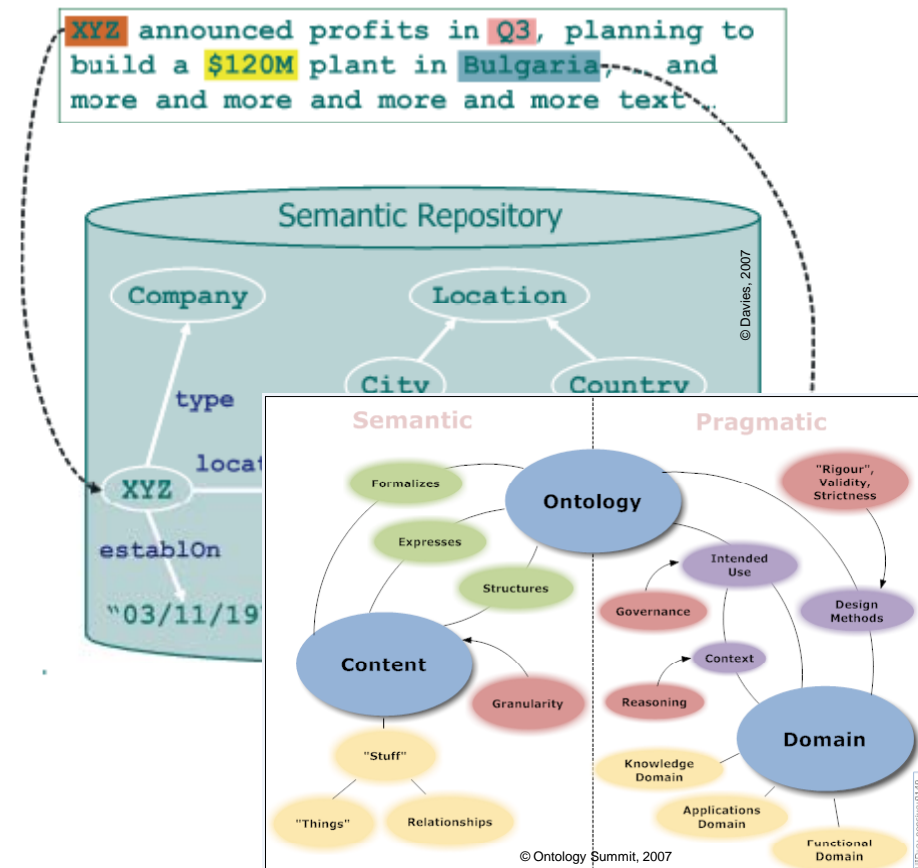 XYZ announced profits in Q3, planning to
build a $120M plant in Bulgaria, and
more and more and more and more text …
Semantic Repository
© Davies, 2007
Company
Location
City
Country
type
XYZ
establOn
Semantic
Pragmatic
Ontology
Formalizes
Expresses
Structures
"Rigour",
Validity,
Strictness
Intended
Use
Governance
Design
Methods
Content
Context
Granularity
Reasoning
Domain
"Stuff"
Knowledge
Domain
"Things"
Relationships
Applications
Domain
Functional
Domain
© Ontology Summit, 2007